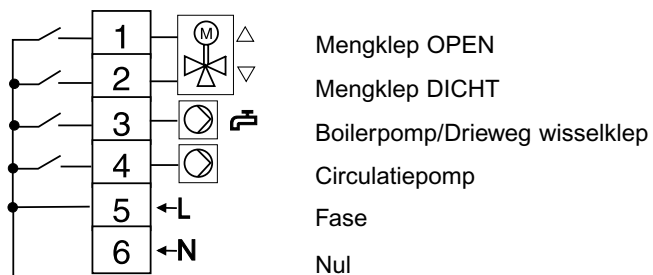 1 M △ Mengklep OPEN
2 ▽ Mengklep DICHT
3 Boilerpomp/Drieweg wisselklep
4 Circulatiepomp
5 ←L Fase
6 ←N Nul